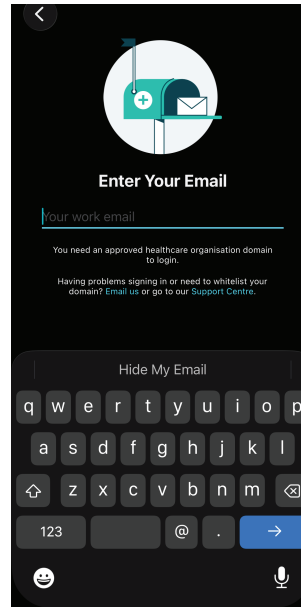 Enter Your Email
Your work email
You need an approved healthcare organisation domain
to login.
Having problems signing in or need to whitelist your
domain? Email us or go to our Support Centre.
Hide My Email
q w e r t y u i o p
a s d f g h j k l
z x c v b n m
123 @ .